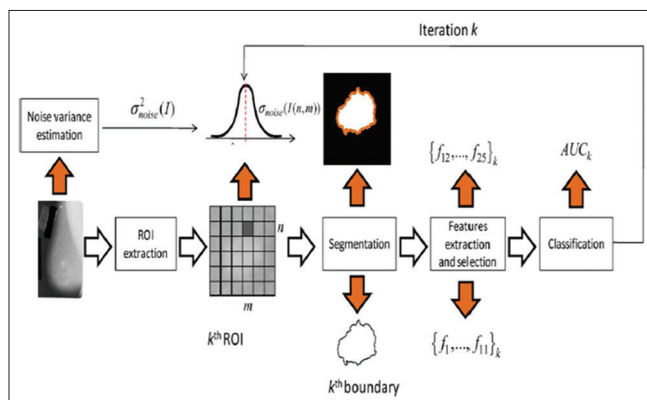 Iteration k
Noise variance
estimation
σ²noise(I)
σnoise(I(n,m))
{f12,..., f25}k
AUCk
ROI
extraction
n
Segmentation
Features
extraction
and selection
Classification
m
kth ROI
{f1,..., f11}k
kth boundary